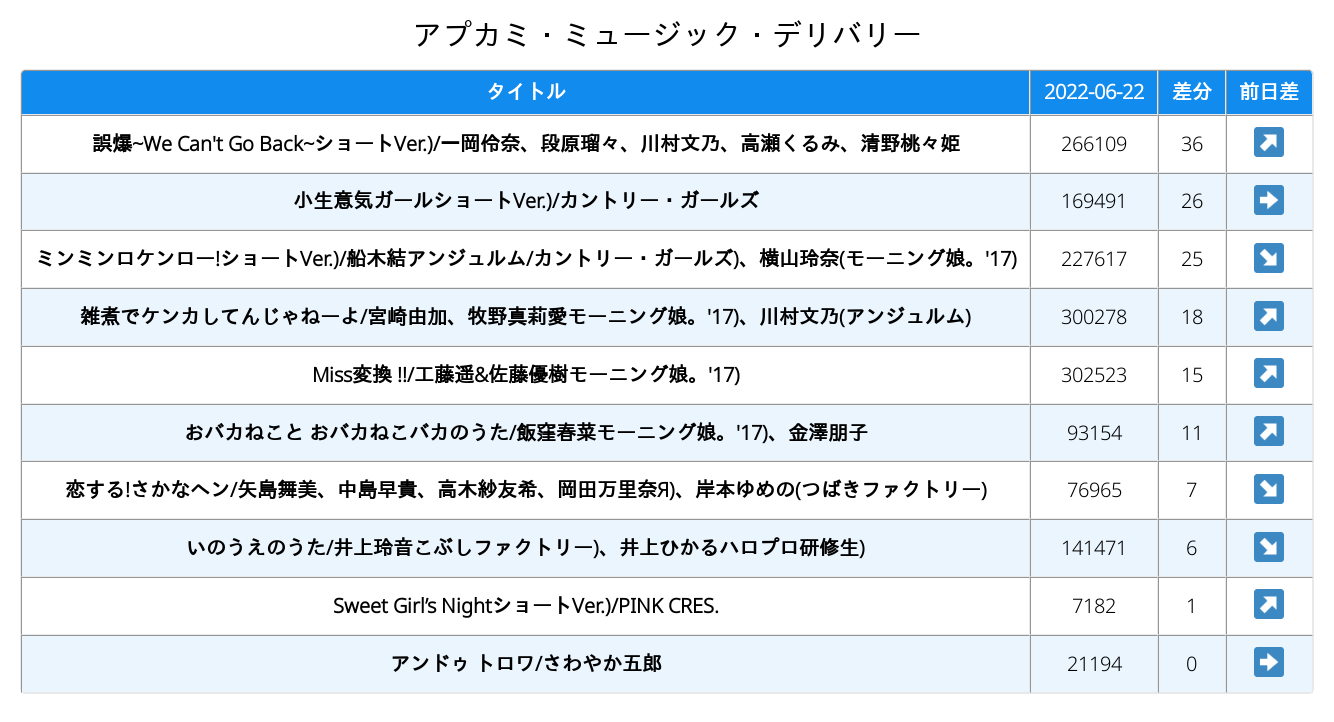 アプカミ・ミュージック・デリバリー
タイトル 2022-06-22 差分 前日差
誤爆~We Can't Go Back~ショートVer.)/一岡伶奈、段原瑠々、川村文乃、高瀬くるみ、清野桃々姫 266109 36
小生意気ガールショートVer.)/カントリー・ガールズ 169491 26
ミンミンロケンロー!ショートVer.)/船木結アンジュルム/カントリー・ガールズ)、横山玲奈(モーニング娘。'17) 227617 25
雑煮でケンカしてんじゃねーよ/宮崎由加、牧野真莉愛モーニング娘。'17)、川村文乃(アンジュルム) 300278 18
Miss変換 !!/工藤遥&佐藤優樹モーニング娘。'17) 302523 15
おバカねこと おバカねこバカのうた/飯窪春菜モーニング娘。'17)、金澤朋子 93154 11
恋する!さかなヘン/矢島舞美、中島早貴、高木紗友希、岡田万里奈Я)、岸本ゆめの(つばきファクトリー) 76965 7
いのうえのうた/井上玲音こぶしファクトリー)、井上ひかるハロプロ研修生) 141471 6
Sweet Girl’s NightショートVer.)/PINK CRES. 7182 1
アンドゥ トロワ/さわやか五郎 21194 0